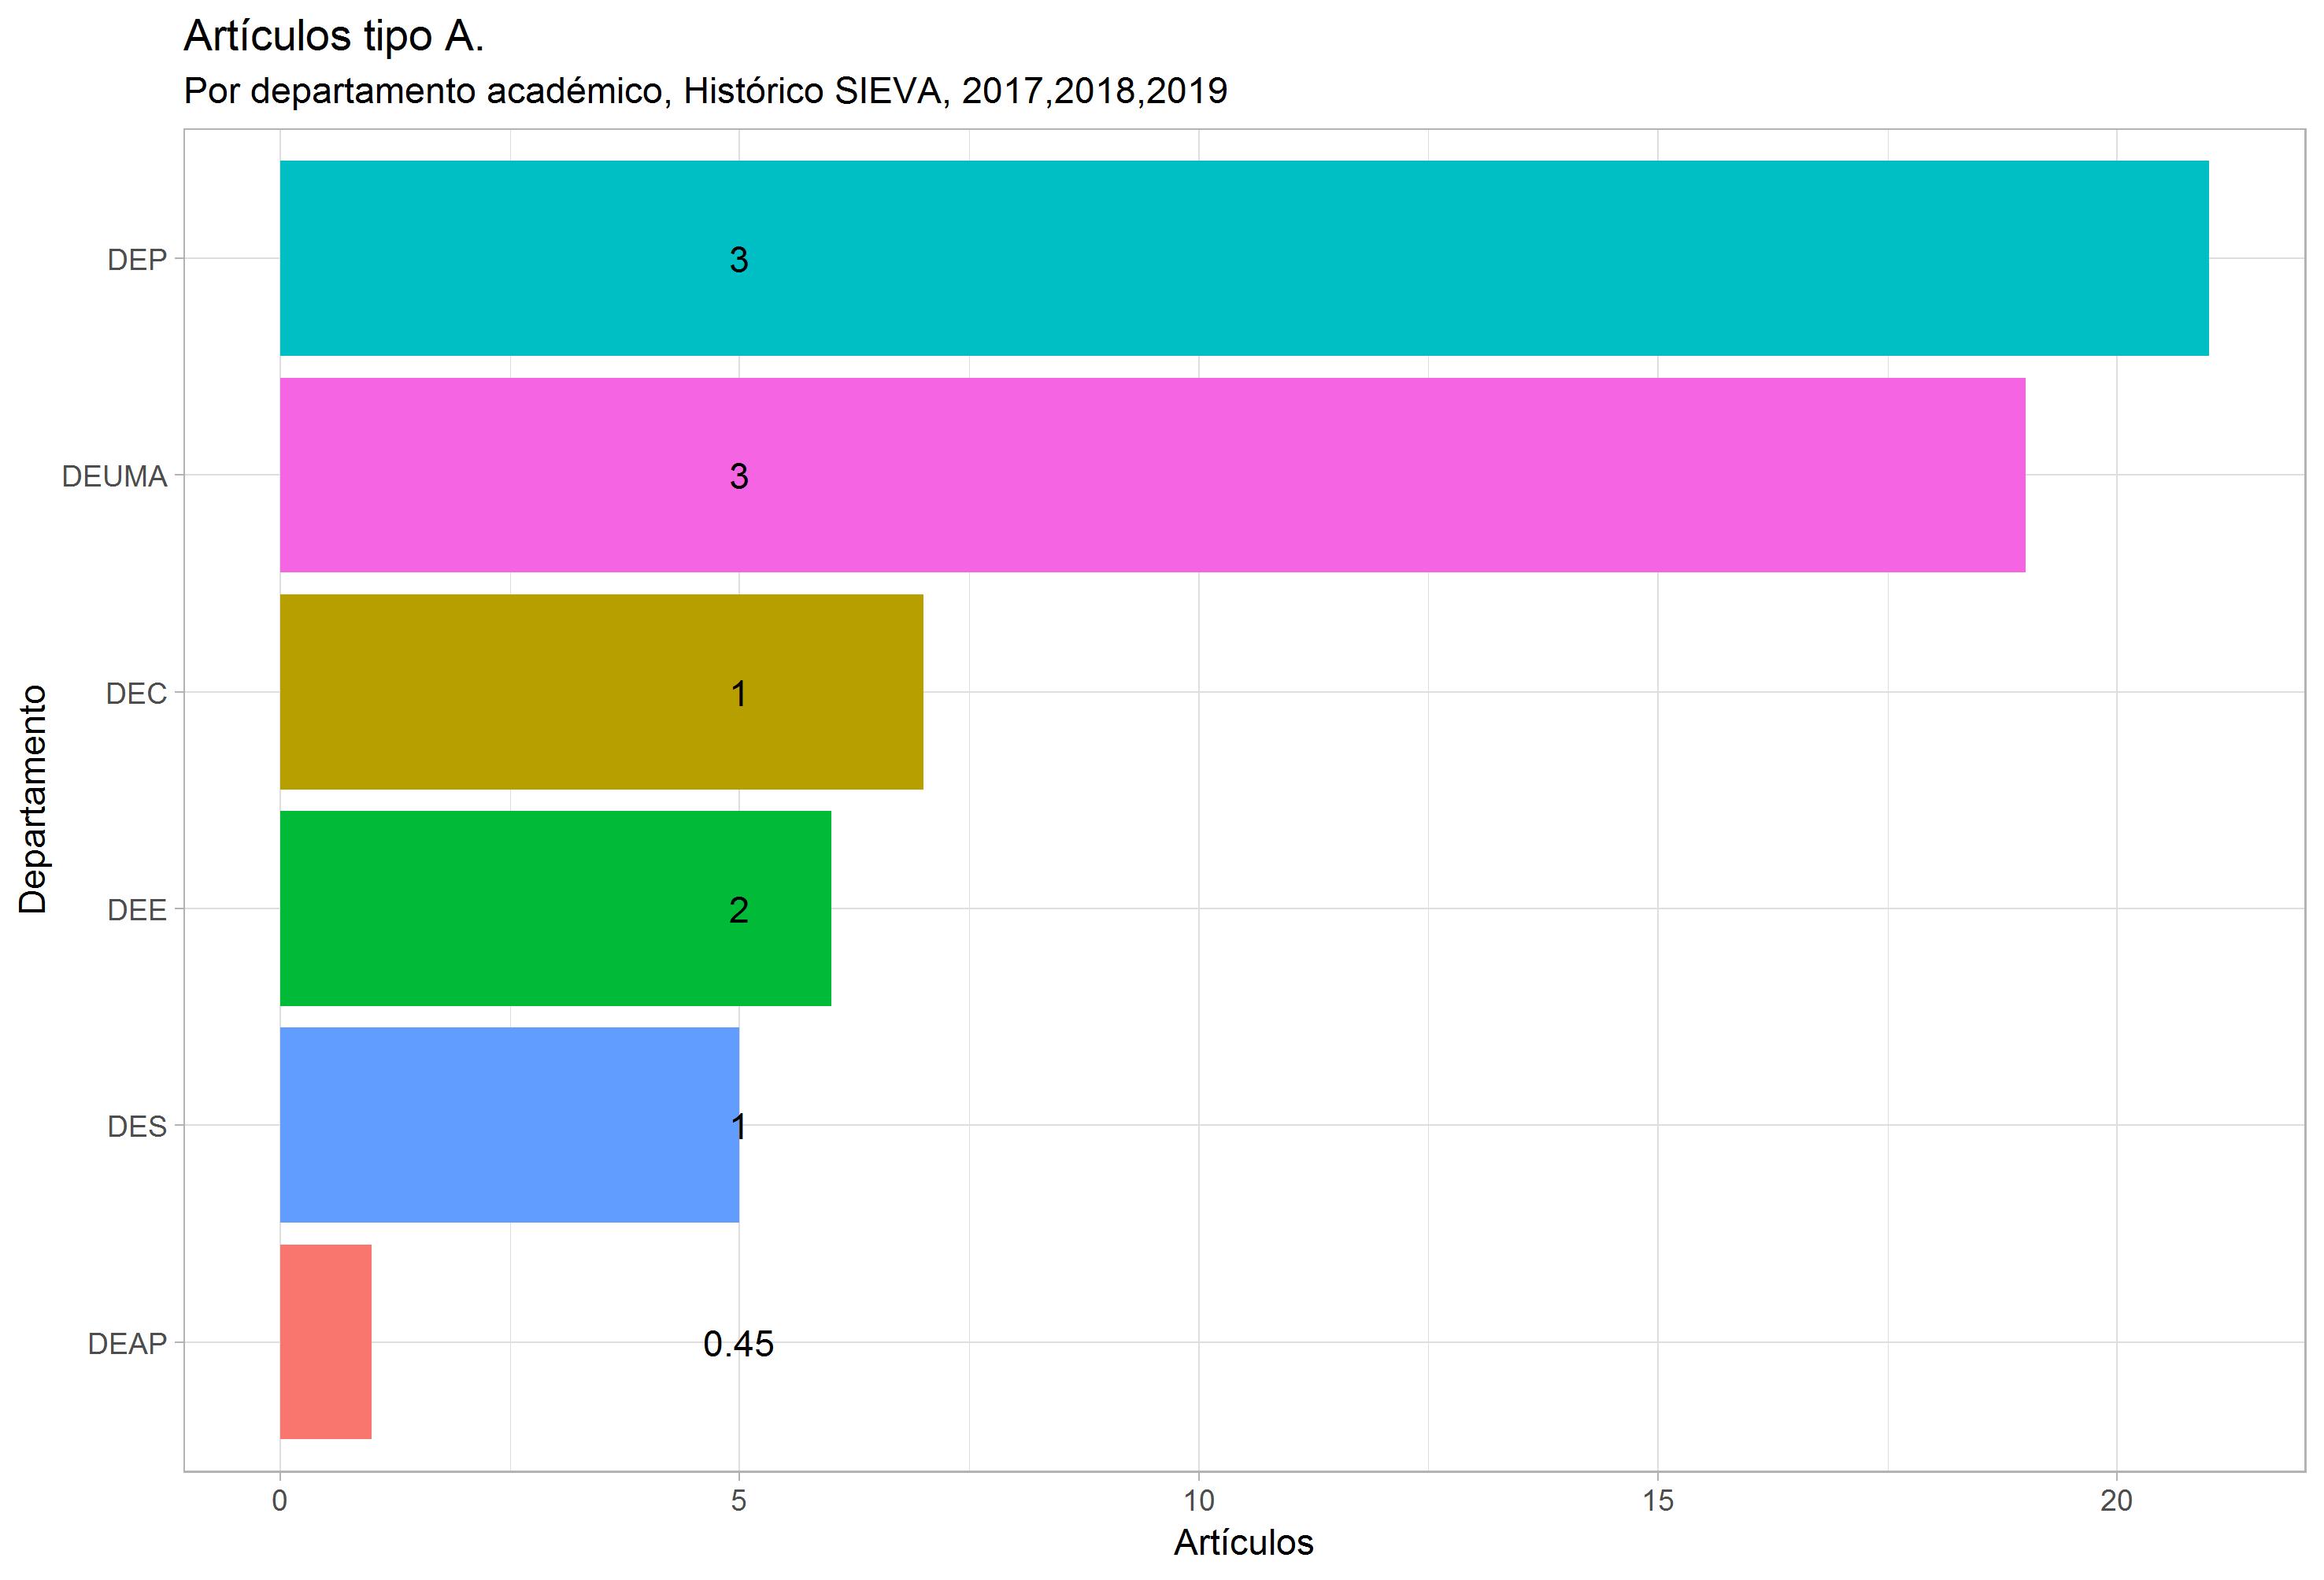 Artículos tipo A.
Por departamento académico, Histórico SIEVA, 2017,2018,2019
Departamento
DEP
3
DEUMA
3
DEC
1
DEE
2
DES
1
DEAP
0.45
0 5 10 15 20
Artículos